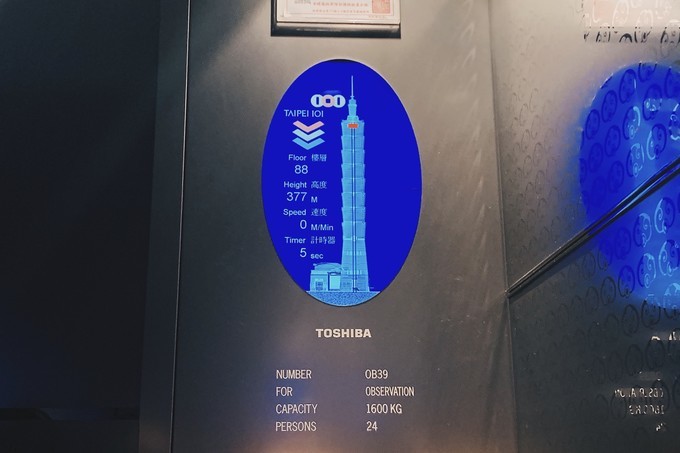 101
TAIPEI 101
Floor 樓層
88
Height 高度
377 M
Speed 速度
0 M/Min
Timer 計時器
5 sec
TOSHIBA
NUMBER OB39
FOR OBSERVATION
CAPACITY 1600 KG
PERSONS 24